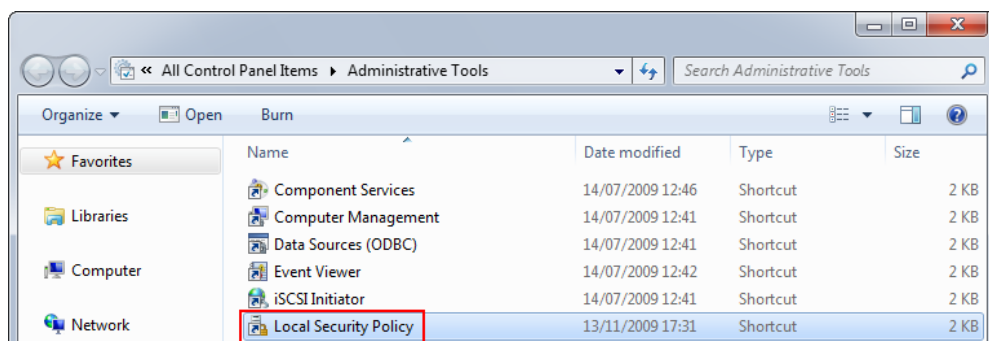 « All Control Panel Items ▸ Administrative Tools Search Administrative Tools
Organize Open Burn
Name Date modified Type Size
Favorites
Component Services 14/07/2009 12:46 Shortcut 2 KB
Libraries Computer Management 14/07/2009 12:41 Shortcut 2 KB
Data Sources (ODBC) 14/07/2009 12:41 Shortcut 2 KB
Computer Event Viewer 14/07/2009 12:42 Shortcut 2 KB
iSCSI Initiator 14/07/2009 12:41 Shortcut 2 KB
Network Local Security Policy 13/11/2009 17:31 Shortcut 2 KB